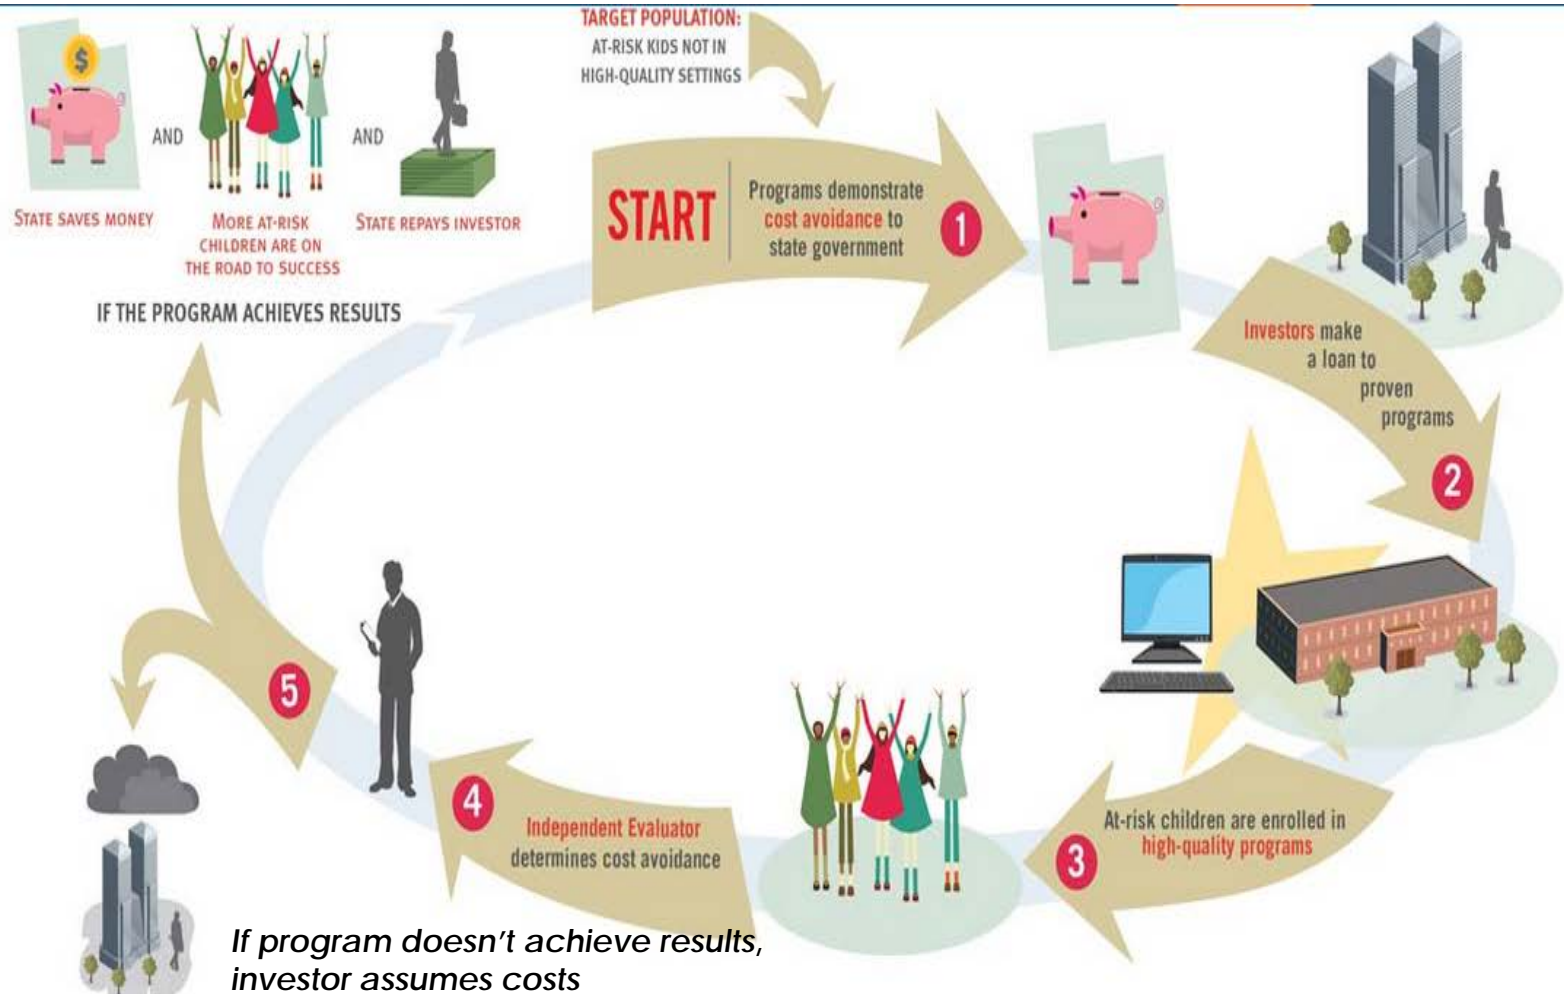 TARGET POPULATION:
AT-RISK KIDS NOT IN
HIGH-QUALITY SETTINGS
$
AND
AND
STATE SAVES MONEY
MORE AT-RISK
CHILDREN ARE ON
THE ROAD TO SUCCESS
STATE REPAYS INVESTOR
IF THE PROGRAM ACHIEVES RESULTS
START
Programs demonstrate
cost avoidance to
state government
1
Investors make
a loan to
proven
programs
2
At-risk children are enrolled in
high-quality programs
3
4
Independent Evaluator
determines cost avoidance
5
If program doesn't achieve results,
investor assumes costs